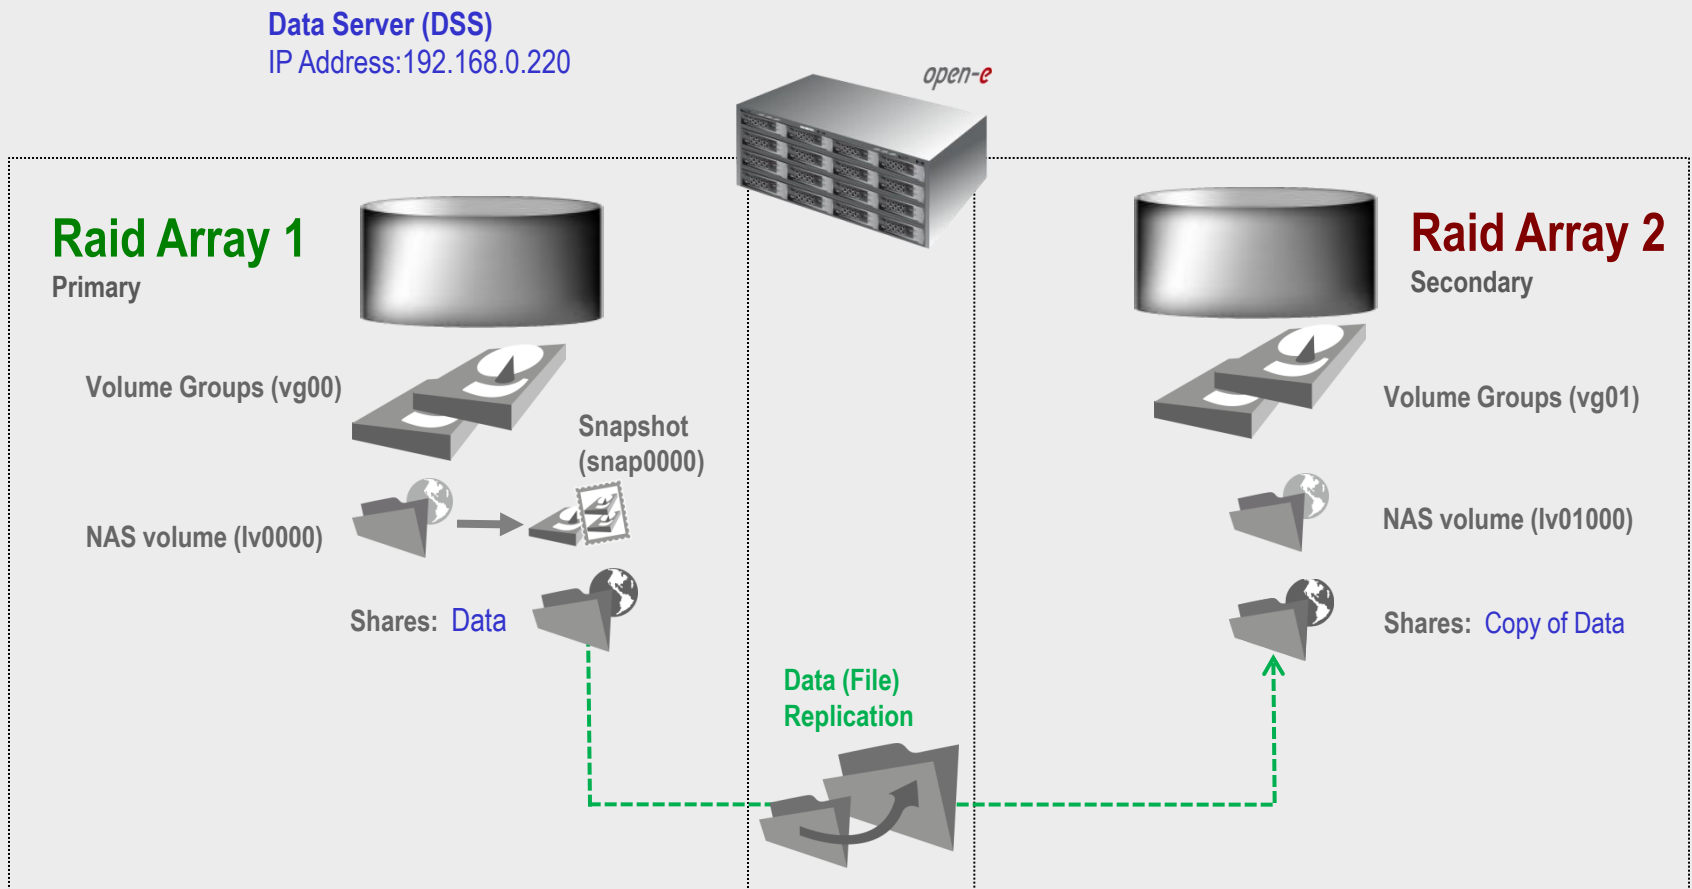 Data Server (DSS)
IP Address:192.168.0.220
open-e
Raid Array 1
Primary
Raid Array 2
Secondary
Volume Groups (vg00)
Volume Groups (vg01)
Snapshot
(snap0000)
NAS volume (lv0000)
NAS volume (lv01000)
Shares: Data
Shares: Copy of Data
Data (File)
Replication